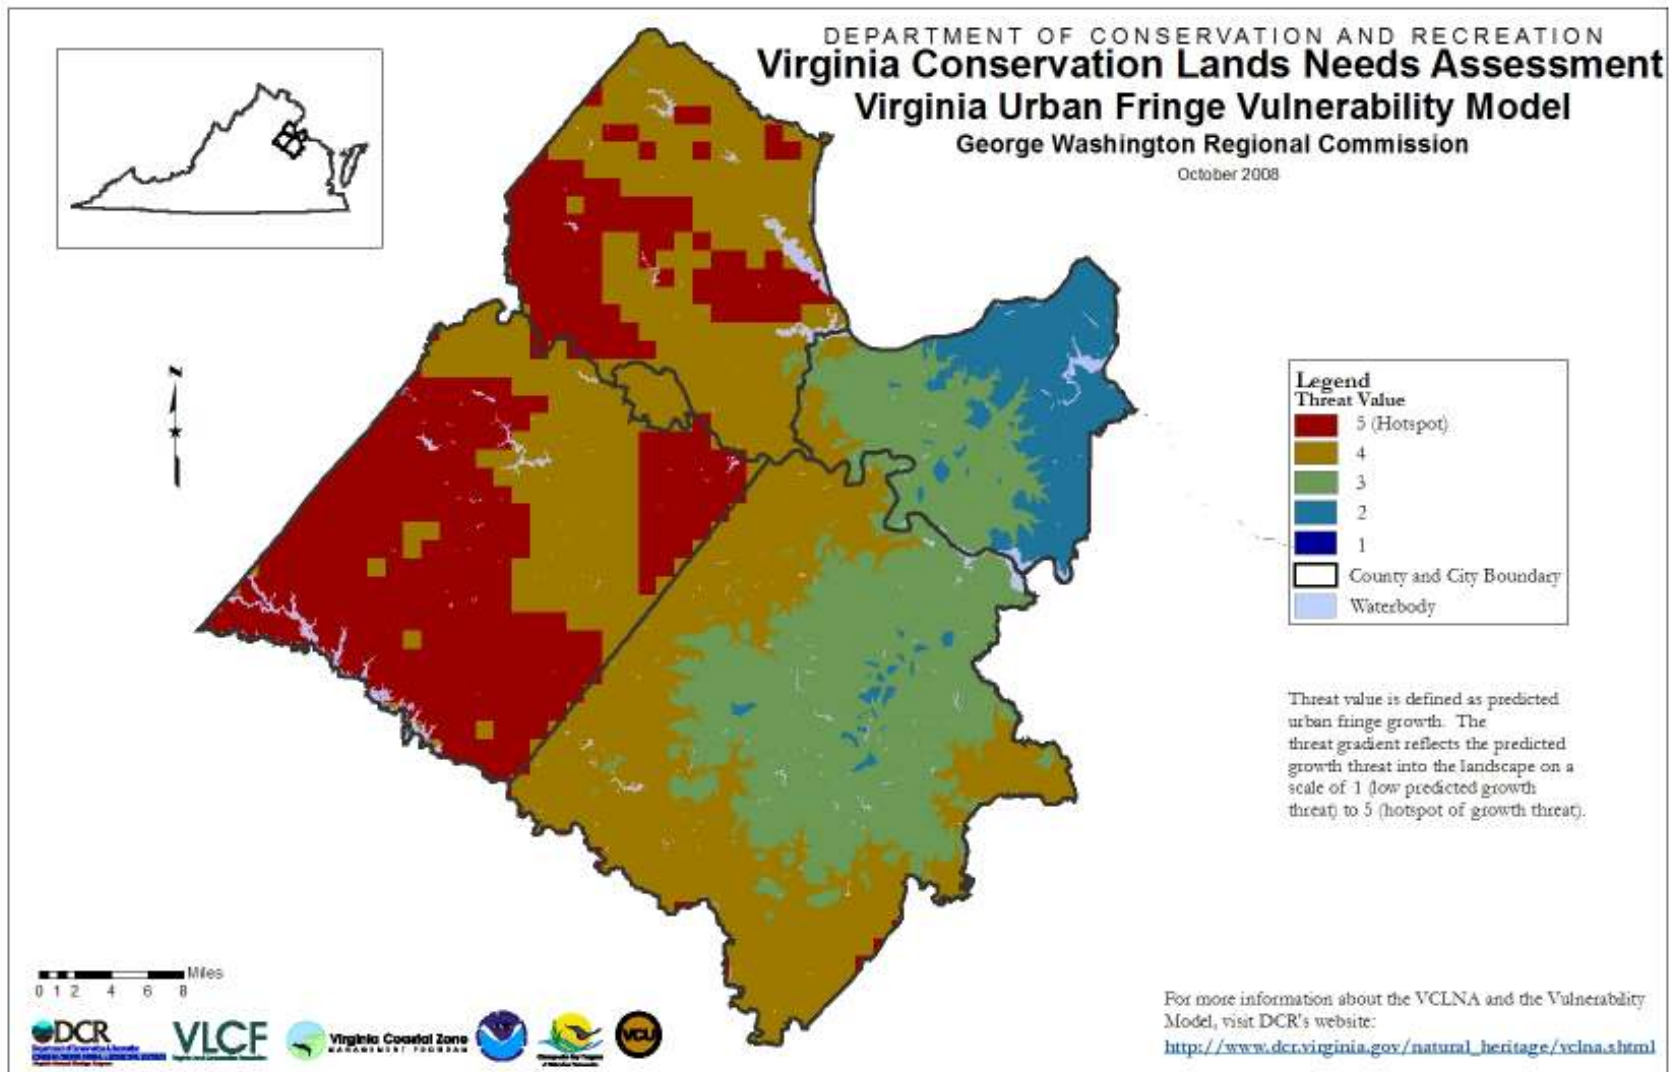 DEPARTMENT OF CONSERVATION AND RECREATION
Virginia Conservation Lands Needs Assessment
Virginia Urban Fringe Vulnerability Model
George Washington Regional Commission
October 2008
N
Legend
Threat Value
5 (Hotspot)
4
3
2
1
County and City Boundary
Waterbody
Threat value is defined as predicted
urban fringe growth. The
threat gradient reflects the predicted
growth threat into the landscape on a
scale of 1 (low predicted growth
threat) to 5 (hotspot of growth threat).
Miles
0 1 2 4 6 8
DCR
VLCF
Virginia Coastal Zone
MANAGEMENT PROGRAM
VCU
For more information about the VCLNA and the Vulnerability
Model, visit DCR's website:
http://www.dcr.virginia.gov/natural_heritage/vclna.shtml